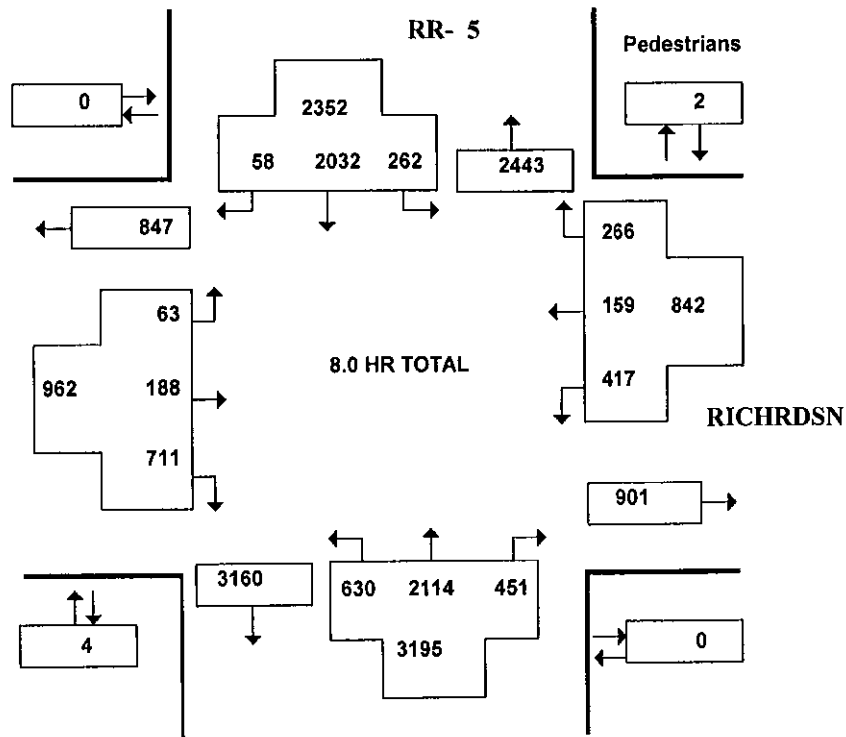 RR- 5
Pedestrians
0
2
2352
58 2032 262
2443
847
266
63
159 842
8.0 HR TOTAL
962 188
417
RICHRDSN
711
901
3160
630 2114 451
4
3195
0